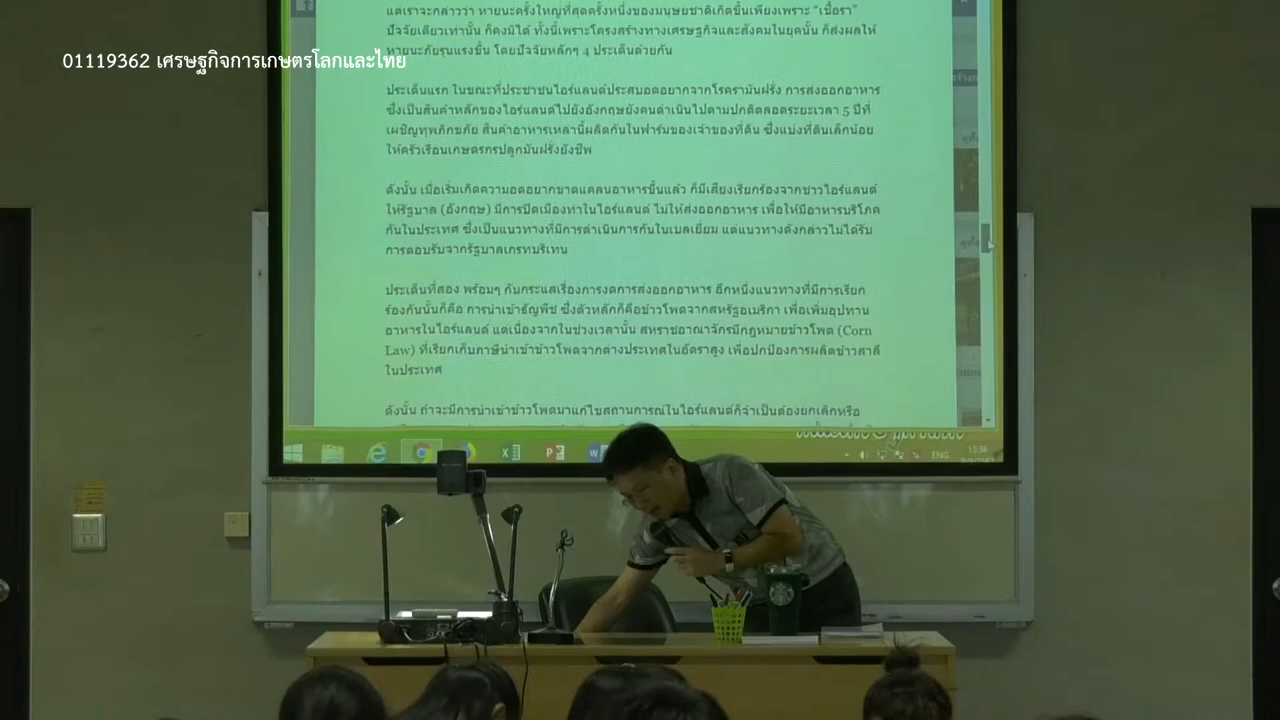 แต่เราจะกล่าวว่า หายนะครั้งใหญ่ที่สุดครั้งหนึ่งของมนุษยชาติเกิดขึ้นเพียงเพราะ “เชื้อรา”
ปัจจัยเดียวเท่านั้น ก็คงมิได้ ทั้งนี้เพราะโครงสร้างทางเศรษฐกิจและสังคมในยุคนั้น ก็ส่งผลให้
หายนะภัยรุนแรงขึ้น โดยปัจจัยหลักๆ 4 ประเด็นด้วยกัน
01119362 เศรษฐกิจการเกษตรโลกและไทย
ประเด็นแรก ในขณะที่ประชาชนไอร์แลนด์ประสบอดอยากจากโรครามันฝรั่ง การส่งออกอาหาร
ซึ่งเป็นสินค้าหลักของไอร์แลนด์ไปยังอังกฤษยังคงดำเนินไปตามปกติตลอดระยะเวลา 5 ปีที่
เผชิญทุพภิกขภัย สินค้าอาหารเหล่านี้ผลิตกันในฟาร์มของเจ้าของที่ดิน ซึ่งแบ่งที่ดินเล็กน้อย
ให้ครัวเรือนเกษตรกรปลูกมันฝรั่งยังชีพ
ดังนั้น เมื่อเริ่มเกิดความอดอยากขาดแคลนอาหารขึ้นแล้ว ก็มีเสียงเรียกร้องจากชาวไอร์แลนด์
ให้รัฐบาล (อังกฤษ) มีการปิดเมืองท่าในไอร์แลนด์ ไม่ให้ส่งออกอาหาร เพื่อให้มีอาหารบริโภค
กันในประเทศ ซึ่งเป็นแนวทางที่มีการดำเนินการกันในเบลเยี่ยม แต่แนวทางดังกล่าวไม่ได้รับ
การตอบรับจากรัฐบาลเกรทบริเทน
ประเด็นที่สอง พร้อมๆ กับกระแสเรื่องการงดการส่งออกอาหาร อีกหนึ่งแนวทางที่มีการเรียก
ร้องกันนั้นก็คือ การนำเข้าธัญพืช ซึ่งตัวหลักก็คือข้าวโพดจากสหรัฐอเมริกา เพื่อเพิ่มอุปทาน
อาหารในไอร์แลนด์ แต่เนื่องจากในช่วงเวลานั้น สหราชอาณาจักรมีกฎหมายข้าวโพด (Corn
Law) ที่เรียกเก็บภาษีนำเข้าข้าวโพดจากต่างประเทศในอัตราสูง เพื่อปกป้องการผลิตข้าวสาลี
ในประเทศ
ดังนั้น ถ้าจะมีการนำเข้าข้าวโพดมาแก้ไขสถานการณ์ในไอร์แลนด์ก็จำเป็นต้องยกเลิกหรือ
ENG